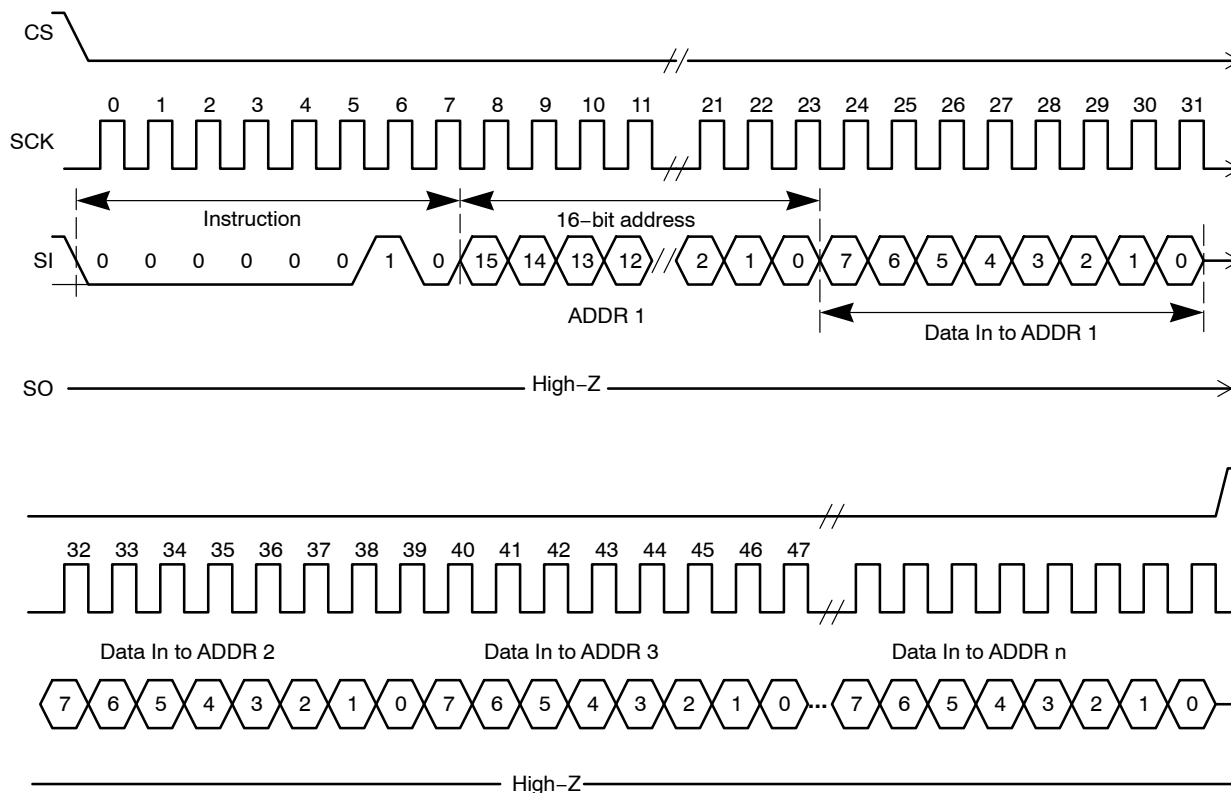 CS
0 1 2 3 4 5 6 7 8 9 10 11 21 22 23 24 25 26 27 28 29 30 31
SCK
Instruction 16−bit address
SI 0 0 0 0 0 0 1 0 15 14 13 12 2 1 0 7 6 5 4 3 2 1 0
ADDR 1
Data In to ADDR 1
SO High−Z
32 33 34 35 36 37 38 39 40 41 42 43 44 45 46 47
Data In to ADDR 2 Data In to ADDR 3 Data In to ADDR n
7 6 5 4 3 2 1 0 7 6 5 4 3 2 1 0 ... 7 6 5 4 3 2 1 0
High−Z